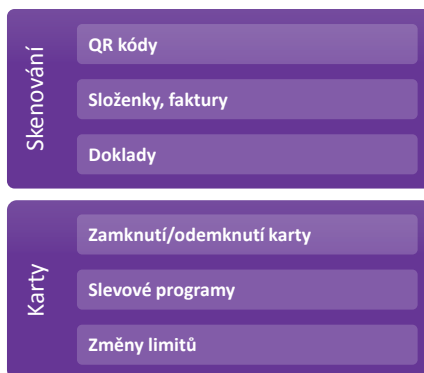 Skenování
QR kódy
Složenky, faktury
Doklady
Karty
Zamknutí/odemknutí karty
Slevové programy
Změny limitů